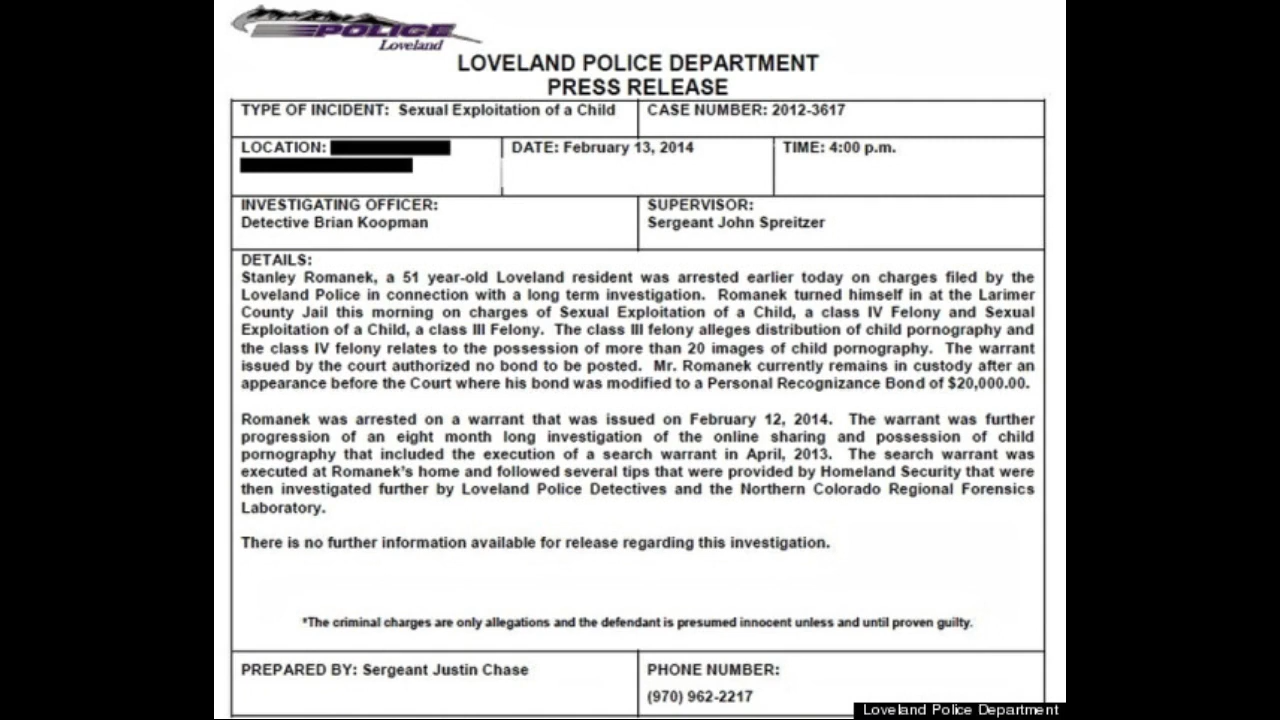 POLICE
Loveland
LOVELAND POLICE DEPARTMENT
PRESS RELEASE
TYPE OF INCIDENT: Sexual Exploitation of a Child
CASE NUMBER: 2012-3617
LOCATION:
DATE: February 13, 2014
TIME: 4:00 p.m.
INVESTIGATING OFFICER:
Detective Brian Koopman
SUPERVISOR:
Sergeant John Spreitzer
DETAILS:
Stanley Romanek, a 51 year-old Loveland resident was arrested earlier today on charges filed by the
Loveland Police in connection with a long term investigation. Romanek turned himself in at the Larimer
County Jail this morning on charges of Sexual Exploitation of a Child, a class IV Felony and Sexual
Exploitation of a Child, a class III Felony. The class III felony alleges distribution of child pornography and
the class IV felony relates to the possession of more than 20 images of child pornography. The warrant
issued by the court authorized no bond to be posted. Mr. Romanek currently remains in custody after an
appearance before the Court where his bond was modified to a Personal Recognizance Bond of $20,000.00.
Romanek was arrested on a warrant that was issued on February 12, 2014. The warrant was further
progression of an eight month long investigation of the online sharing and possession of child
pornography that included the execution of a search warrant in April, 2013. The search warrant was
executed at Romanek's home and followed several tips that were provided by Homeland Security that were
then investigated further by Loveland Police Detectives and the Northern Colorado Regional Forensics
Laboratory.
There is no further information available for release regarding this investigation.
*The criminal charges are only allegations and the defendant is presumed innocent unless and until proven guilty.
PREPARED BY: Sergeant Justin Chase
PHONE NUMBER:
(970) 962-2217
Loveland Police Department